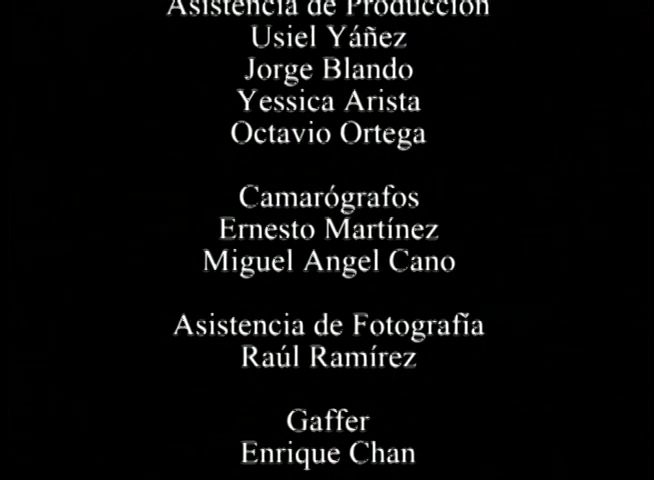 Asistencia de Producción
Usiel Yáñez
Jorge Blando
Yessica Arista
Octavio Ortega
Camarógrafos
Ernesto Martínez
Miguel Angel Cano
Asistencia de Fotografía
Raúl Ramírez
Gaffer
Enrique Chan